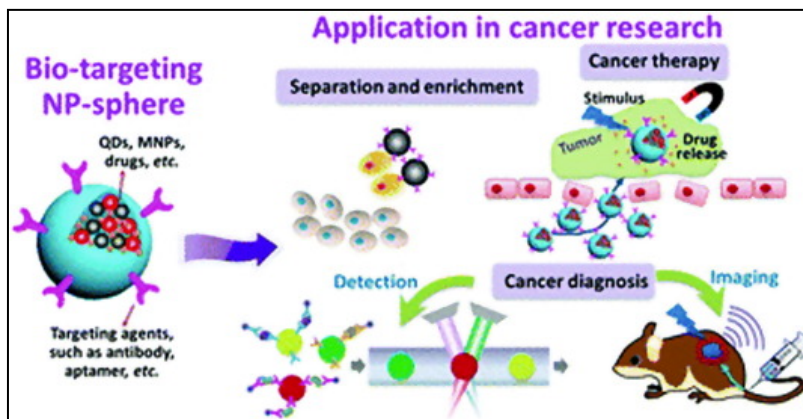 Application in cancer research
Bio-targeting
NP-sphere
QDs, MNPs,
drugs, etc.
Targeting agents,
such as antibody,
aptamer, etc.
Separation and enrichment
Cancer therapy
Stimulus
Tumor
Drug
release
Detection
Cancer diagnosis
Imaging